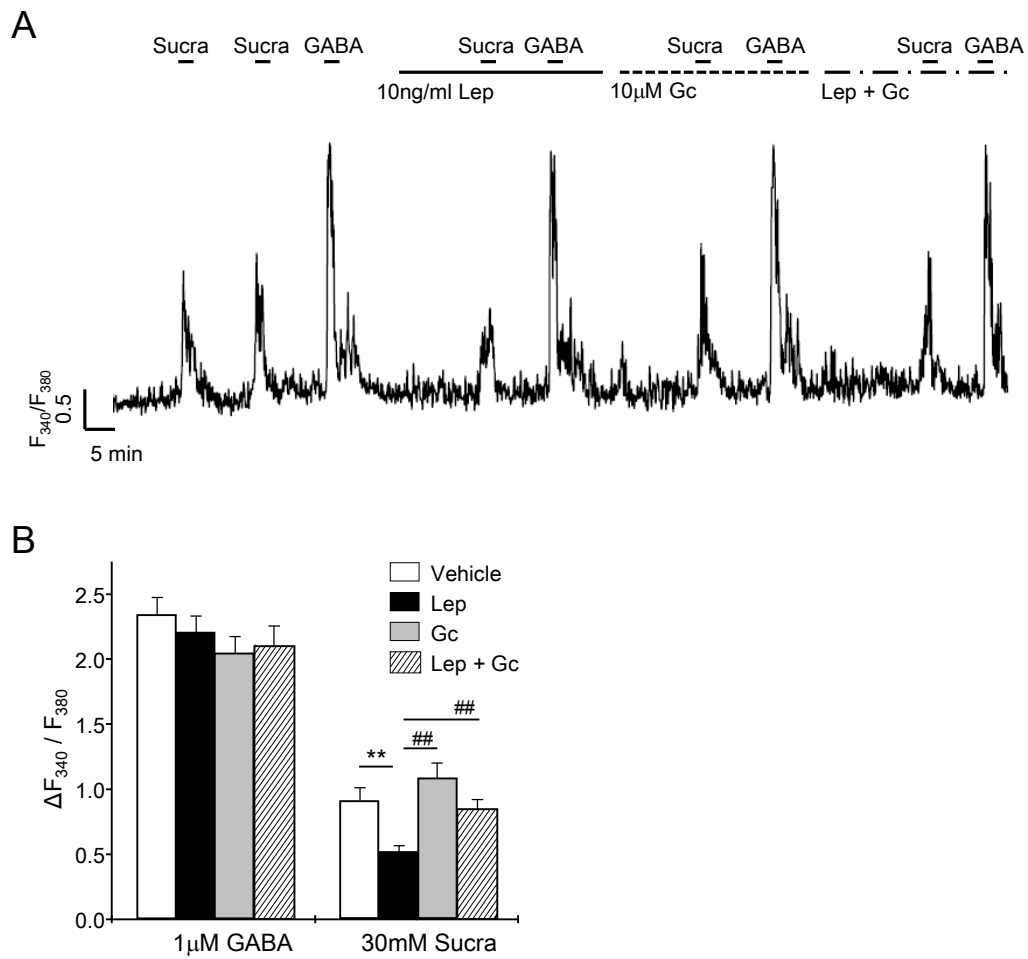 A
Sucra Sucra GABA Sucra GABA Sucra GABA Sucra GABA
10ng/ml Lep 10μM Gc Lep + Gc
F340/F380
0.5
5 min
B
Vehicle
Lep
Gc
Lep + Gc
ΔF340 / F380
2.5
2.0
1.5
1.0
0.5
0.0
##
** ##
1μM GABA 30mM Sucra